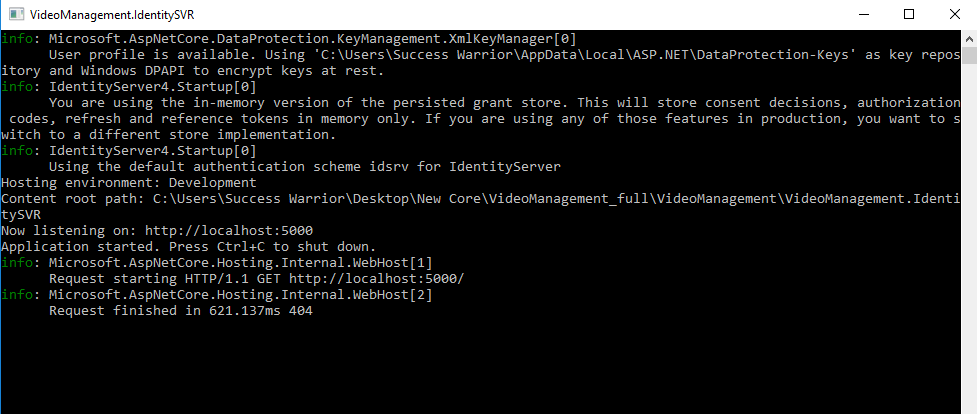 VideoManagement.IdentitySVR
info: Microsoft.AspNetCore.DataProtection.KeyManagement.XmlKeyManager[0]
User profile is available. Using 'C:\Users\Success Warrior\AppData\Local\ASP.NET\DataProtection-Keys' as key repos
itory and Windows DPAPI to encrypt keys at rest.
info: IdentityServer4.Startup[0]
You are using the in-memory version of the persisted grant store. This will store consent decisions, authorization
codes, refresh and reference tokens in memory only. If you are using any of those features in production, you want to s
witch to a different store implementation.
info: IdentityServer4.Startup[0]
Using the default authentication scheme idsrv for IdentityServer
Hosting environment: Development
Content root path: C:\Users\Success Warrior\Desktop\New Core\VideoManagement_full\VideoManagement\VideoManagement.Identi
tySVR
Now listening on: http://localhost:5000
Application started. Press Ctrl+C to shut down.
info: Microsoft.AspNetCore.Hosting.Internal.WebHost[1]
Request starting HTTP/1.1 GET http://localhost:5000/
info: Microsoft.AspNetCore.Hosting.Internal.WebHost[2]
Request finished in 621.137ms 404